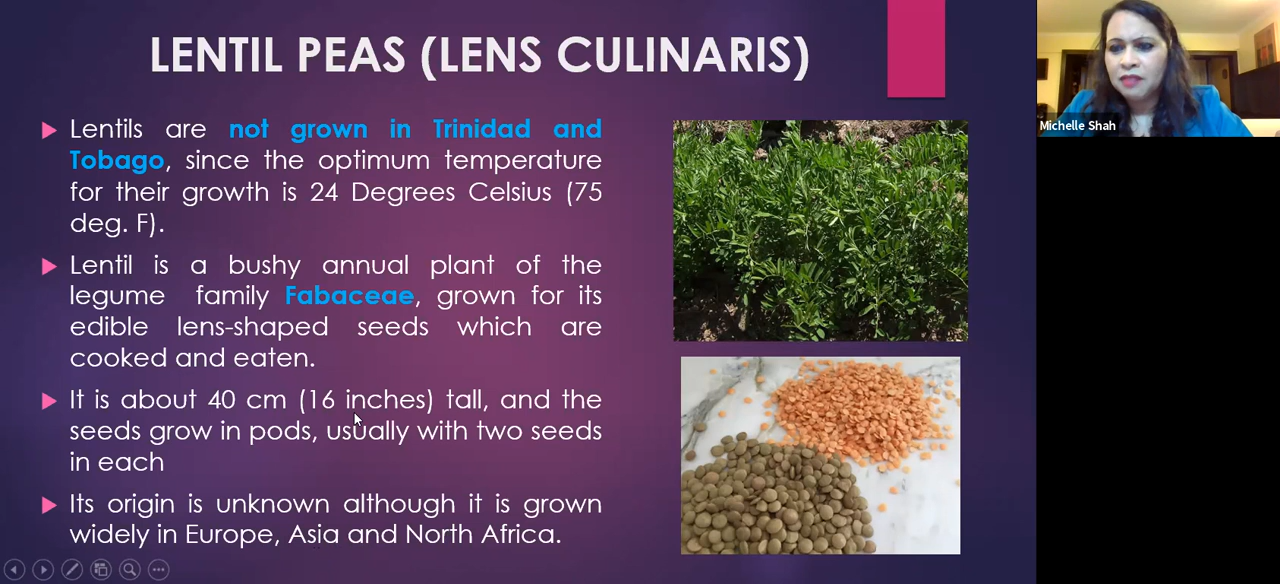 LENTIL PEAS (LENS CULINARIS)
Lentils are not grown in Trinidad and
Tobago, since the optimum temperature
for their growth is 24 Degrees Celsius (75
deg. F).
Lentil is a bushy annual plant of the
legume family Fabaceae, grown for its
edible lens-shaped seeds which are
cooked and eaten.
It is about 40 cm (16 inches) tall, and the
seeds grow in pods, usually with two seeds
in each
Its origin is unknown although it is grown
widely in Europe, Asia and North Africa.
Michelle Shah